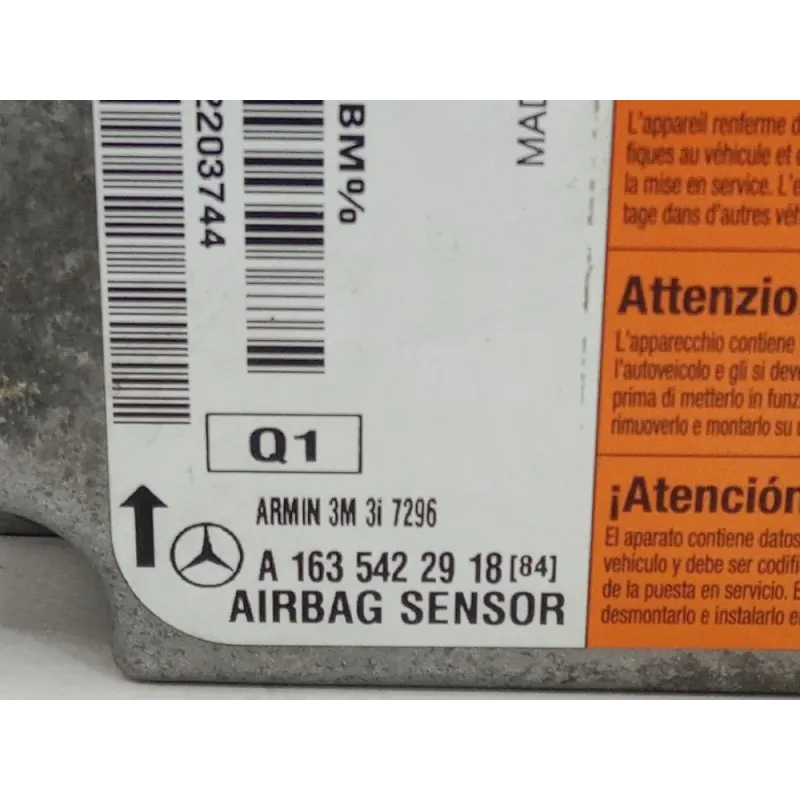 2203744
BM%
MAD
Q1
ARMIN 3M 3i 7296
A 163 542 29 18 [84]
AIRBAG SENSOR
L'appareil renferme d
fiques au véhicule et
la mise en service. L'e
tage dans d'autres véh
Attenzio
L'apparecchio contiene
l'autoveicolo e gli si deve
prima di metterlo in funz
rimuoverlo e montarlo su
¡Atención
El aparato contiene datos
vehiculo y debe ser codifi
de la puesta en servicio. E
desmontarlo e instalarlo e